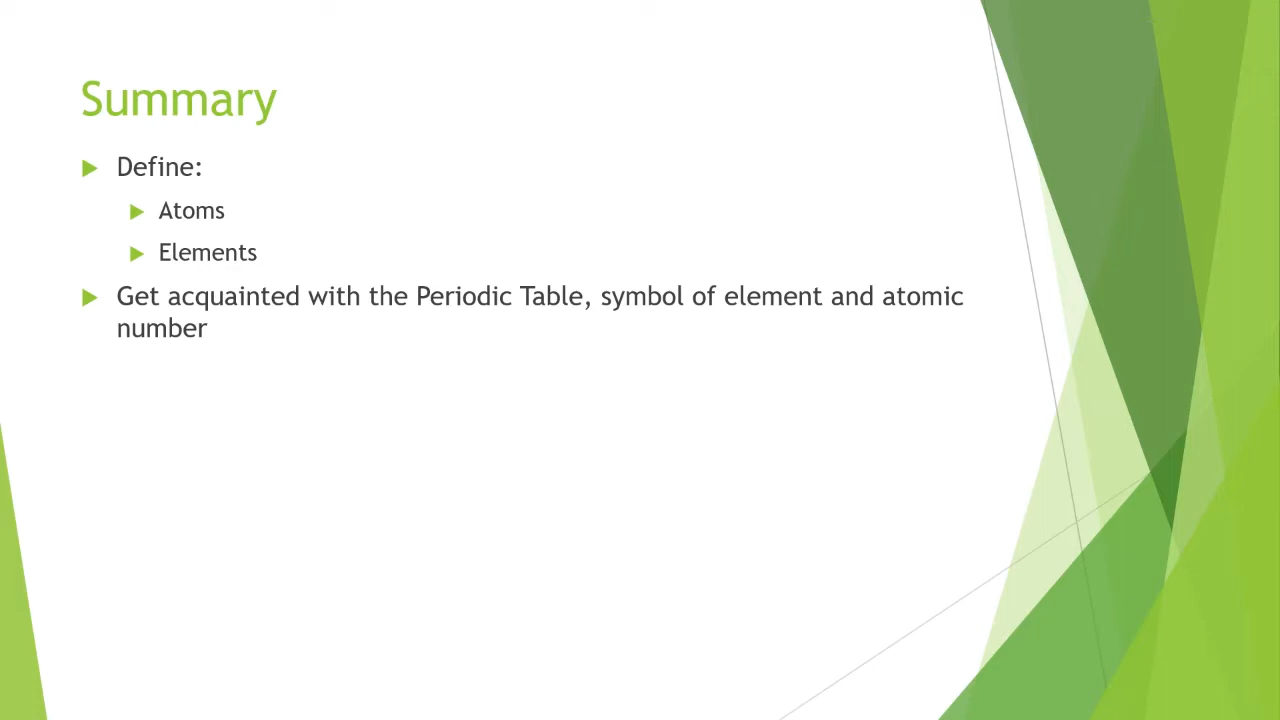 Summary
Define:
Atoms
Elements
Get acquainted with the Periodic Table, symbol of element and atomic
number